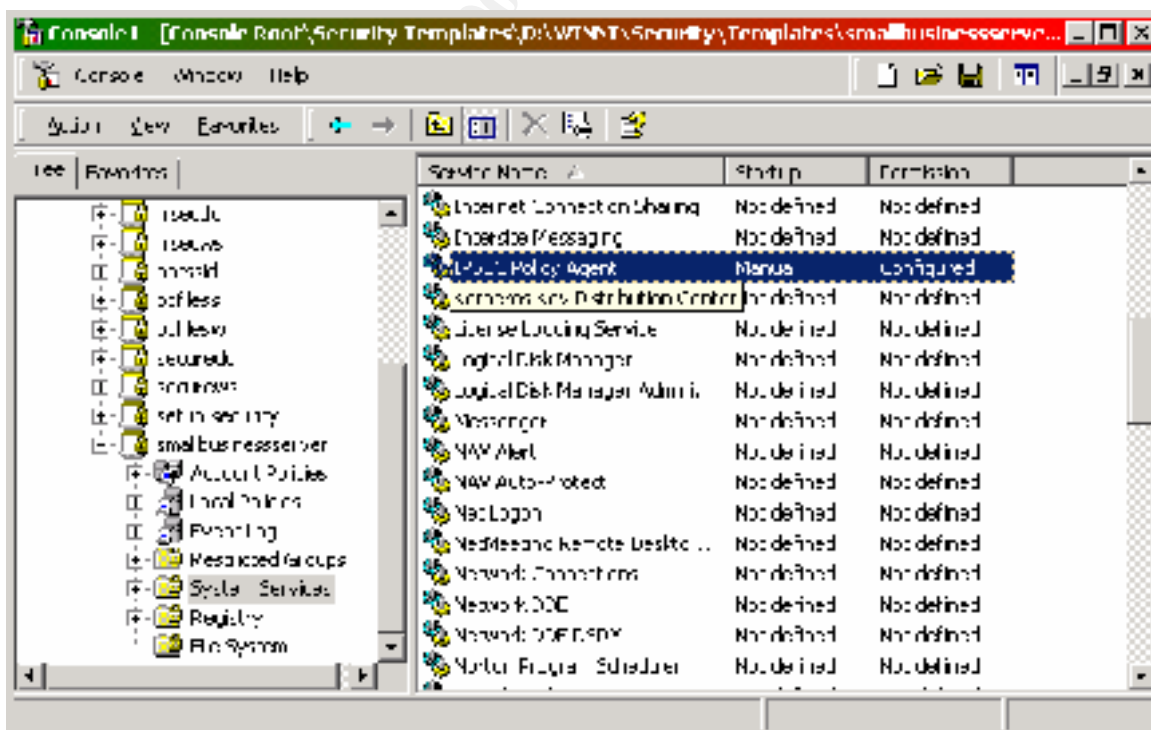 Console1 - [Console Root\Security Templates\D:\WINNT\Security\Templates\smallbusinessserve...
Console Window Help
Action View Favorites
Tree Favorites
Service Name Startup Permission
Internet Connection Sharing Not defined Not defined
Intersite Messaging Not defined Not defined
IPSEC Policy Agent Manual Configured
Kerberos Key Distribution Center Not defined Not defined
License Logging Service Not defined Not defined
Logical Disk Manager Not defined Not defined
Logical Disk Manager Admini. Not defined Not defined
Messenger Not defined Not defined
NAV Alert Not defined Not defined
NAV Auto-Protect Not defined Not defined
Net Logon Not defined Not defined
NetMeeting Remote Deskto... Not defined Not defined
Network Connections Not defined Not defined
Network DDE Not defined Not defined
Network DDE DSDM Not defined Not defined
Norton Program Scheduler Not defined Not defined
ocfiless
securedc
securews
setup security
smallbusinessserver
Account Policies
Local Policies
Event Log
Restricted Groups
System Services
Registry
File System